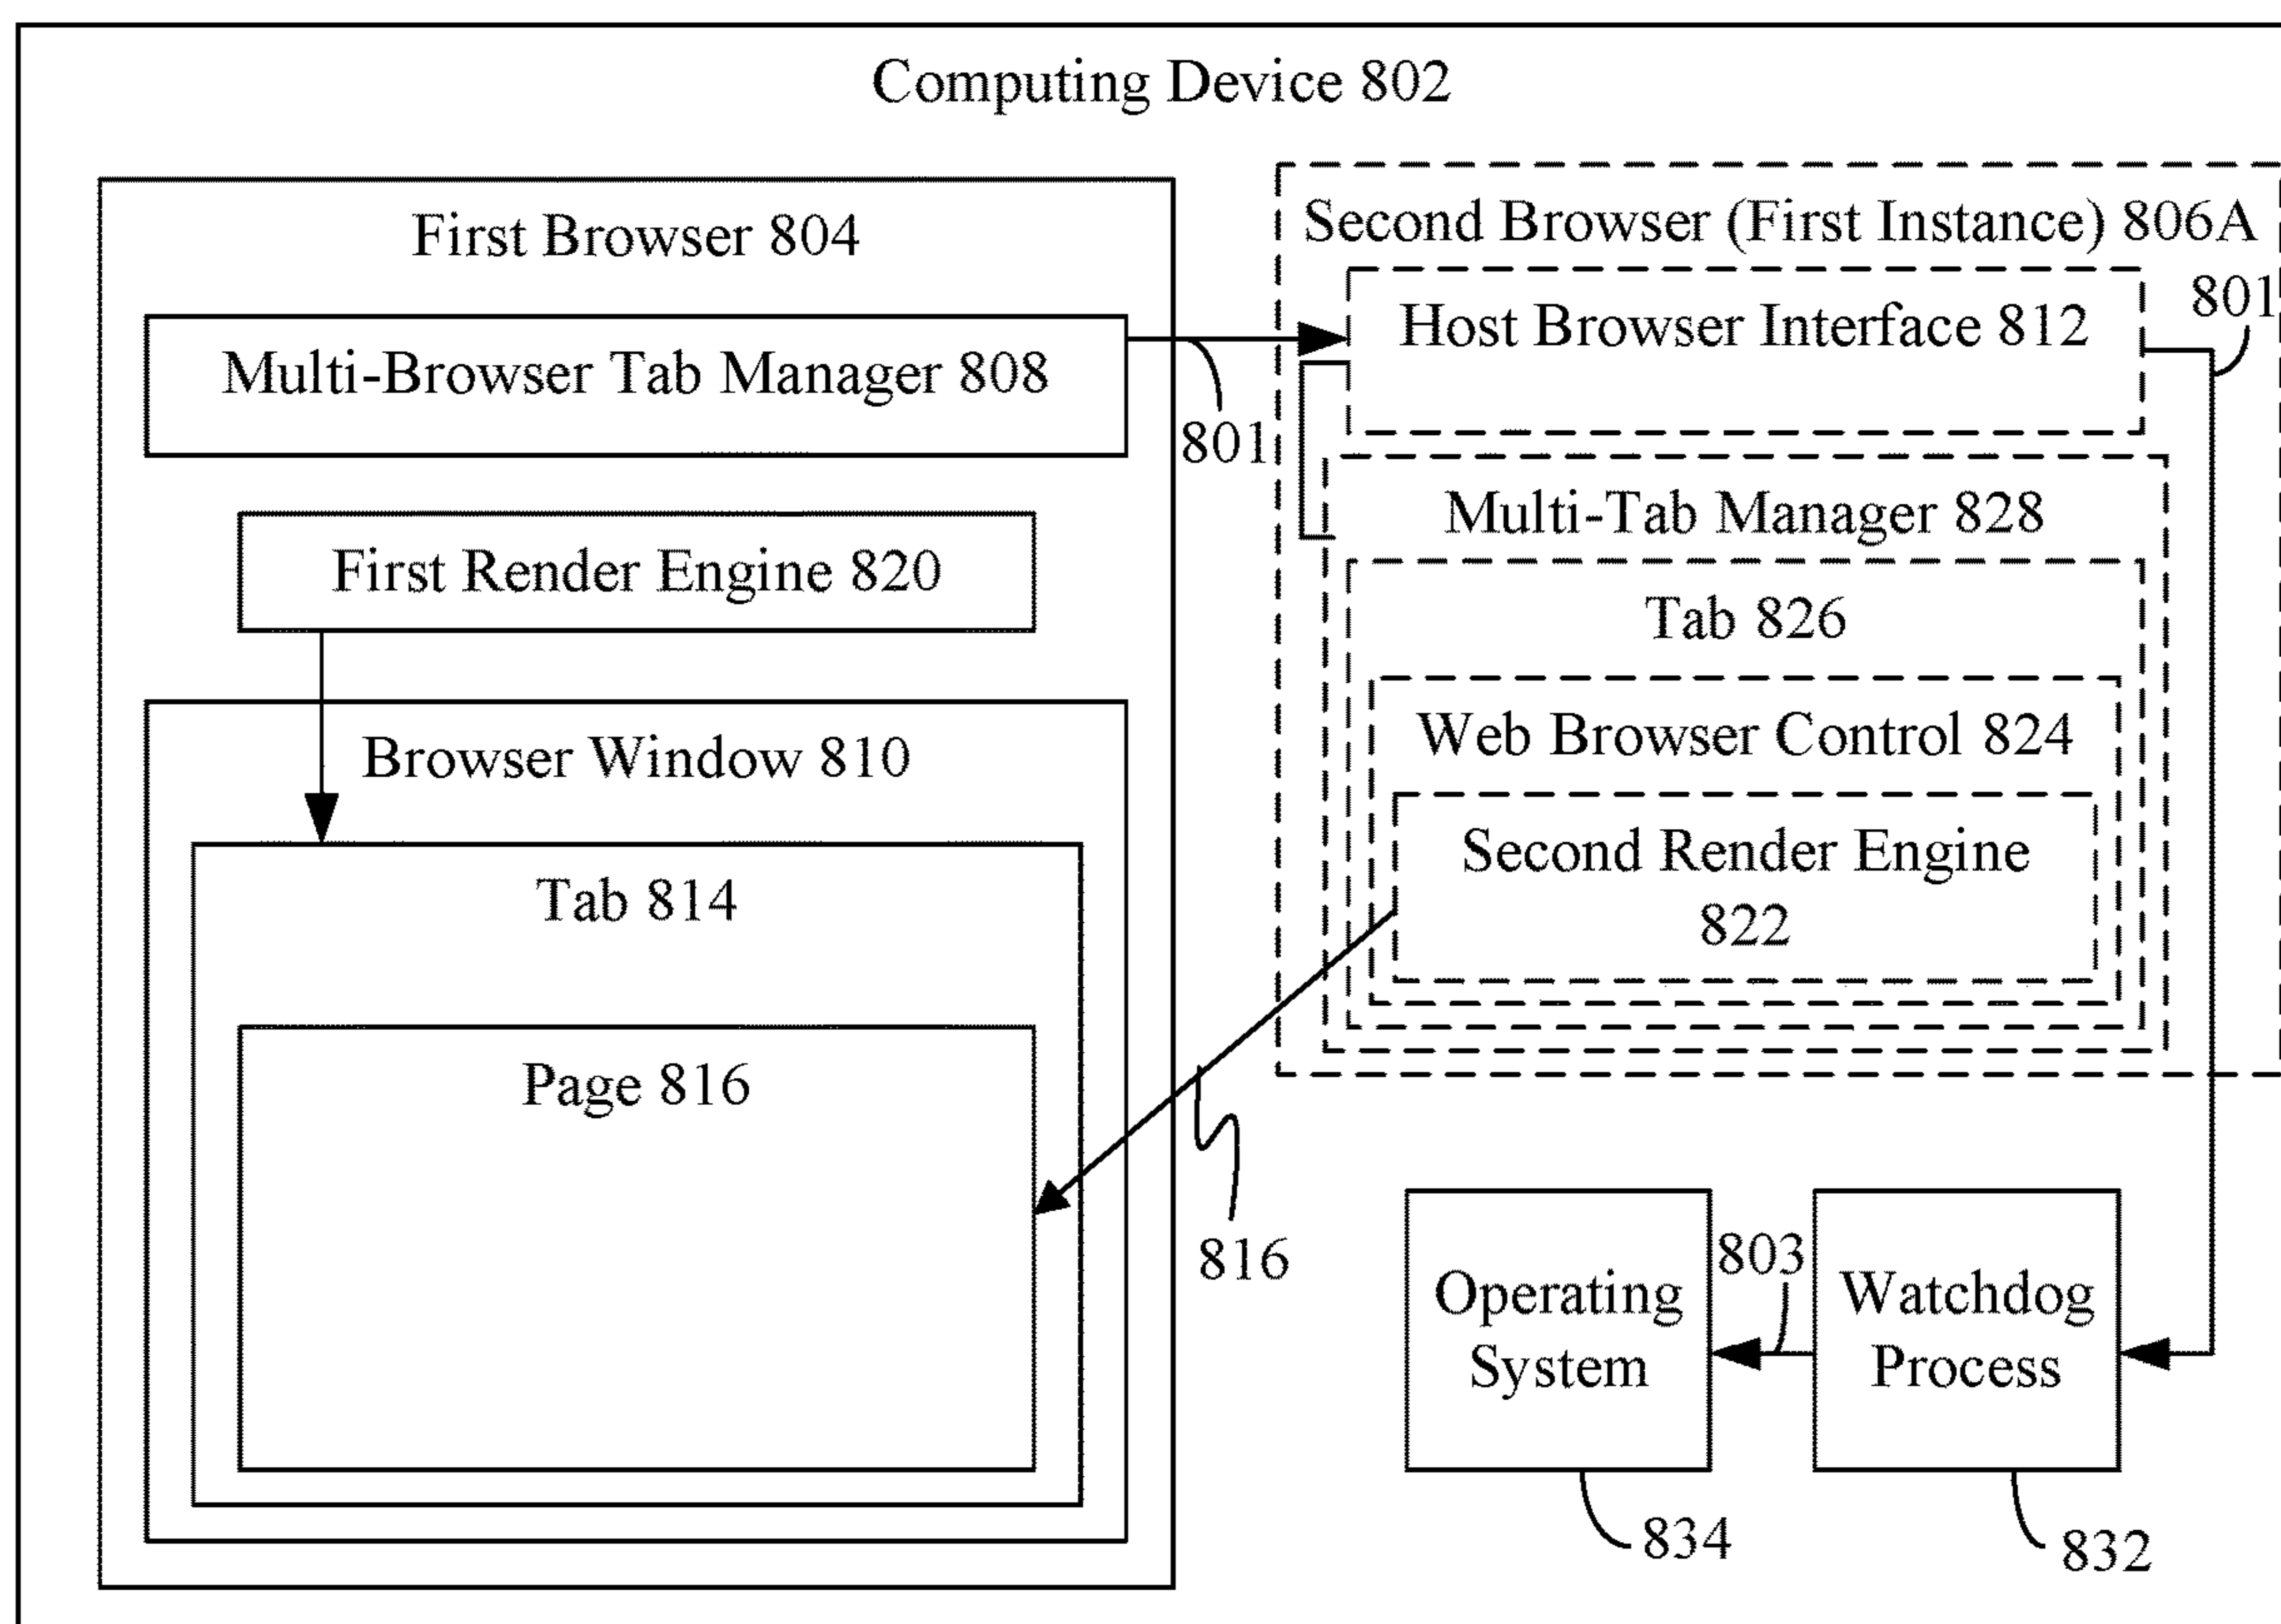 Computing Device 802
First Browser 804
Multi-Browser Tab Manager 808
First Render Engine 820
Browser Window 810
Tab 814
Page 816
801
Second Browser (First Instance) 806A
Host Browser Interface 812
801
Multi-Tab Manager 828
Tab 826
Web Browser Control 824
Second Render Engine
822
816
Operating
System
803
Watchdog
Process
834
832